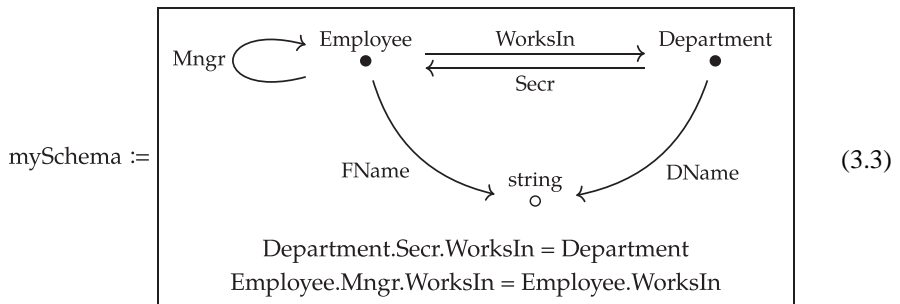 Employee
WorksIn
Department
Mngr
Secr
mySchema :=
(3.3)
FName
string
DName
Department.Secr.WorksIn = Department
Employee.Mngr.WorksIn = Employee.WorksIn